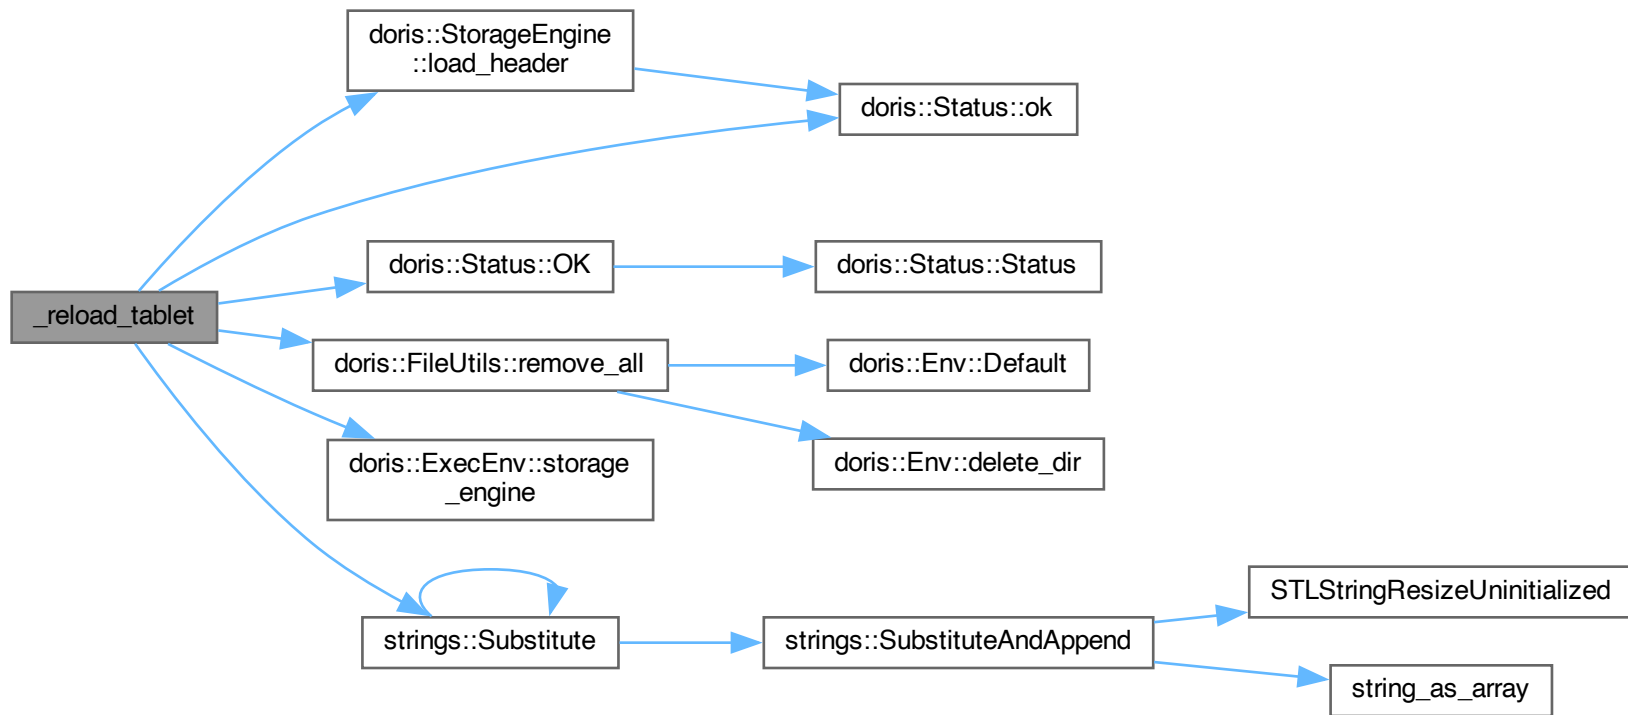 doris::StorageEngine
::load_header
doris::Status::ok
doris::Status::OK
doris::Status::Status
_reload_tablet
doris::FileUtils::remove_all
doris::Env::Default
doris::ExecEnv::storage
_engine
doris::Env::delete_dir
strings::Substitute
strings::SubstituteAndAppend
STLStringResizeUninitialized
string_as_array